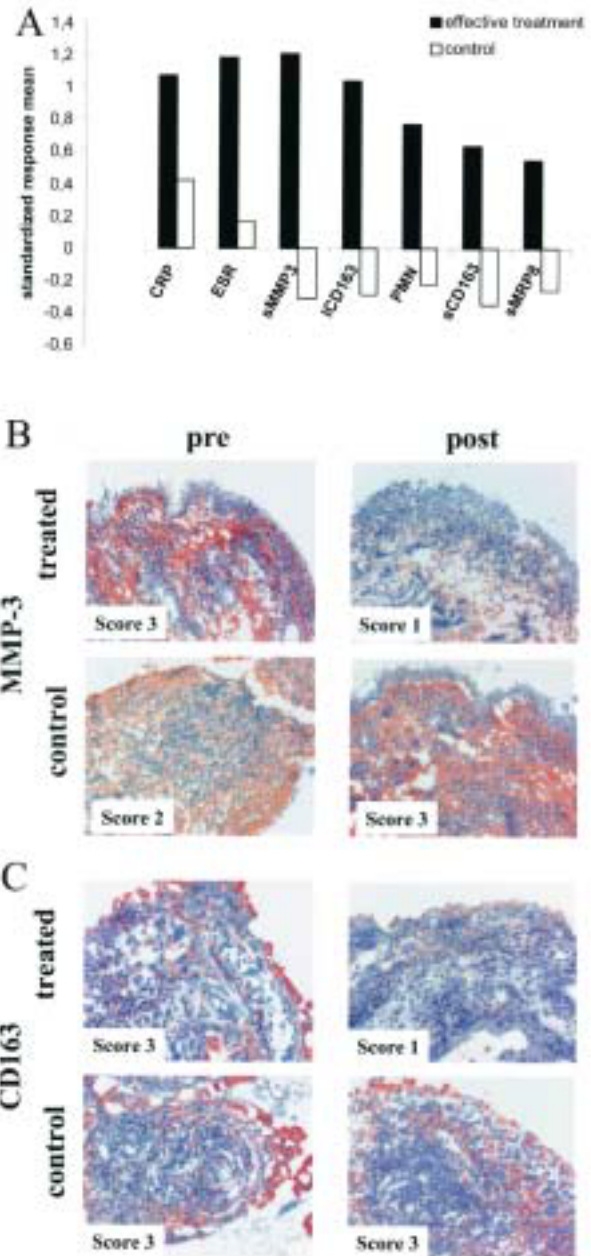 A
standardized response mean
1,4
1,2
1
0,8
0,6
0,4
0,2
0
-0,2
-0,4
-0,6
effective treatment
control
CRP
ESR
sMMP3
lCD163
PMN
sCD163
sMRP8
B
pre
post
MMP-3
treated
Score 3
Score 1
control
Score 2
Score 3
C
CD163
treated
Score 3
Score 1
control
Score 3
Score 3